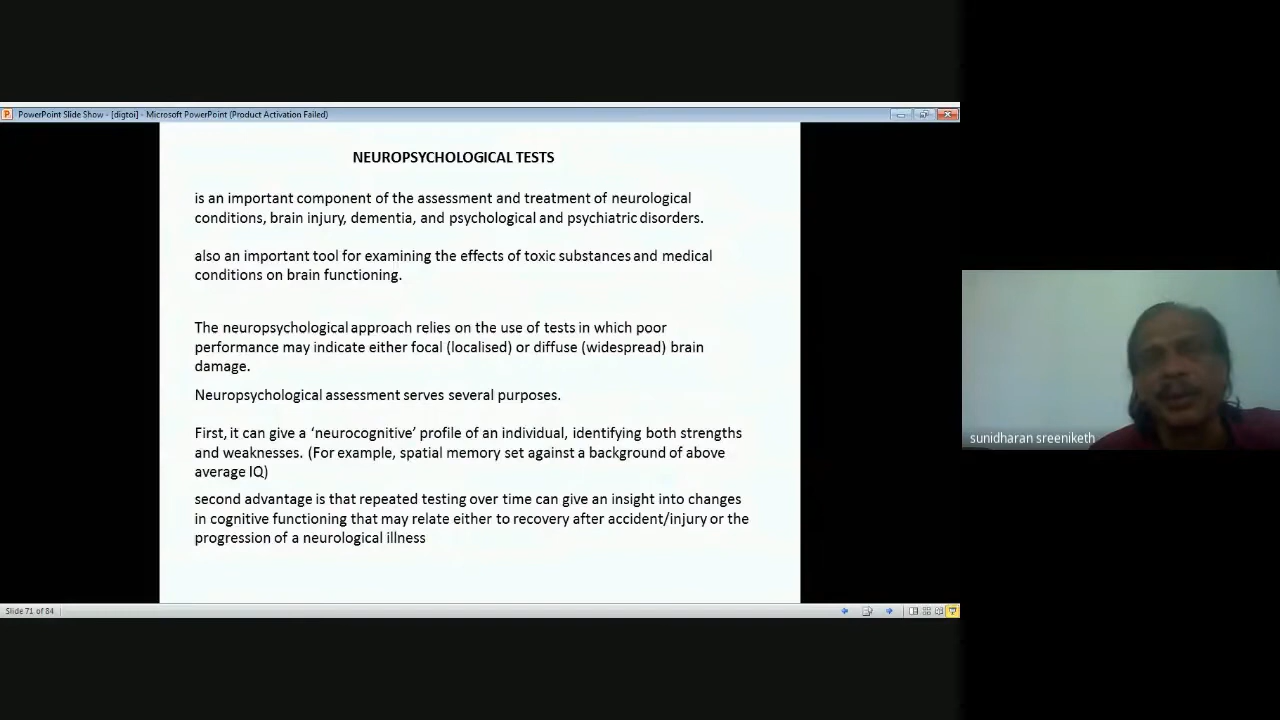 PowerPoint Slide Show - [digtoi] - Microsoft PowerPoint (Product Activation Failed)
NEUROPSYCHOLOGICAL TESTS
is an important component of the assessment and treatment of neurological
conditions, brain injury, dementia, and psychological and psychiatric disorders.
also an important tool for examining the effects of toxic substances and medical
conditions on brain functioning.
The neuropsychological approach relies on the use of tests in which poor
performance may indicate either focal (localised) or diffuse (widespread) brain
damage.
Neuropsychological assessment serves several purposes.
First, it can give a ‘neurocognitive’ profile of an individual, identifying both strengths
and weaknesses. (For example, spatial memory set against a background of above
average IQ)
second advantage is that repeated testing over time can give an insight into changes
in cognitive functioning that may relate either to recovery after accident/injury or the
progression of a neurological illness
Slide 71 of 84
sunidharan sreeniketh